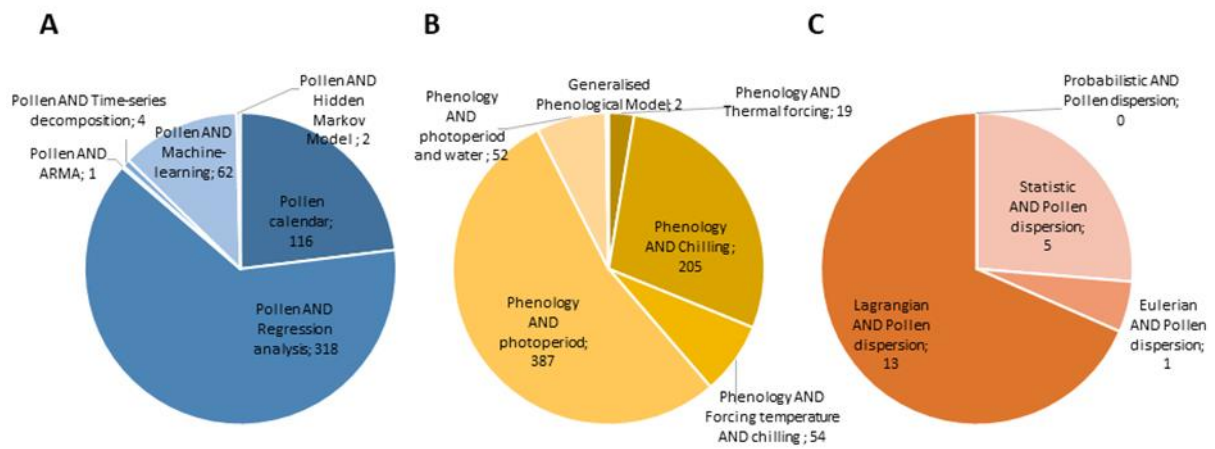 A
B
C
Pollen AND
Hidden
Markov
Model ; 2
Pollen AND Time-series
decomposition; 4
Pollen AND
Machine-
learning; 62
Pollen AND
ARMA; 1
Pollen
calendar;
116
Pollen AND
Regression
analysis; 318
Generalised
Phenological Model; 2
Phenology
AND
photoperiod
and water; 52
Phenology AND
Thermal forcing; 19
Phenology
AND Chilling;
205
Phenology
AND
photoperiod;
387
Phenology AND
Forcing temperature
AND chilling ; 54
Probabilistic AND
Pollen dispersion;
0
Statistic
AND Pollen
dispersion;
5
Lagrangian
AND Pollen
dispersion;
13
Eulerian
AND Pollen
dispersion;
1